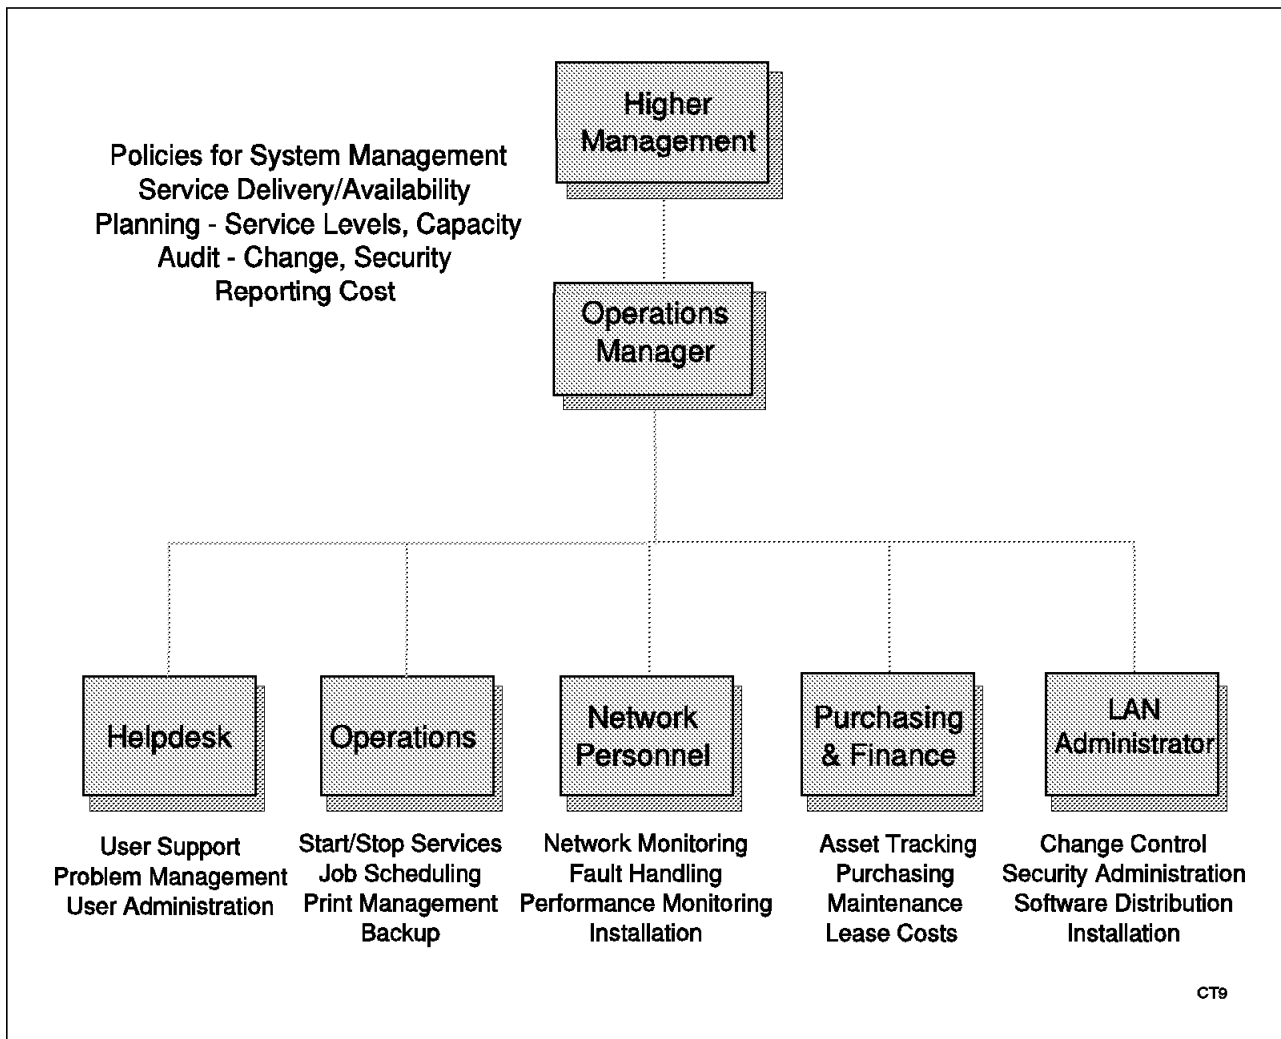 Higher
Management
Policies for System Management
Service Delivery/Availability
Planning - Service Levels, Capacity
Audit - Change, Security
Reporting Cost
Operations
Manager
Helpdesk
Operations
Network
Personnel
Purchasing
& Finance
LAN
Administrator
User Support
Problem Management
User Administration
Start/Stop Services
Job Scheduling
Print Management
Backup
Network Monitoring
Fault Handling
Performance Monitoring
Installation
Asset Tracking
Purchasing
Maintenance
Lease Costs
Change Control
Security Administration
Software Distribution
Installation
CT9